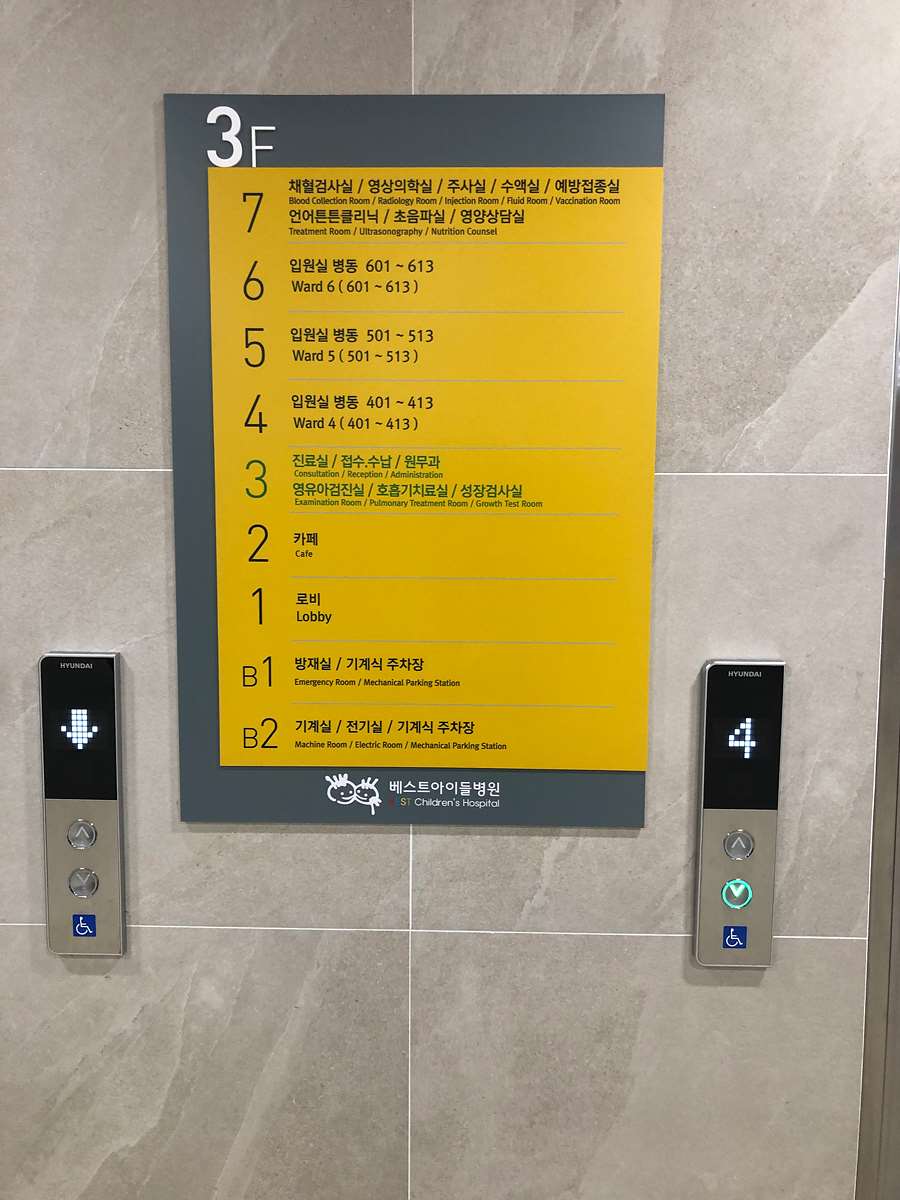 3F
7
채혈검사실 / 영상의학실 / 주사실 / 수액실 / 예방접종실
Blood Collection Room / Radiology Room / Injection Room / Fluid Room / Vaccination Room
언어튼튼클리닉 / 초음파실 / 영양상담실
Treatment Room / Ultrasonography / Nutrition Counsel
6
입원실 병동 601 ~ 613
Ward 6 ( 601 ~ 613 )
5
입원실 병동 501 ~ 513
Ward 5 ( 501 ~ 513 )
4
입원실 병동 401 ~ 413
Ward 4 ( 401 ~ 413 )
3
진료실 / 접수.수납 / 원무과
Consultation / Reception / Administration
영유아검진실 / 호흡기치료실 / 성장검사실
Examination Room / Pulmonary Treatment Room / Growth Test Room
2
카페
Cafe
1
로비
Lobby
B1
방재실 / 기계식 주차장
Emergency Room / Mechanical Parking Station
B2
기계실 / 전기실 / 기계식 주차장
Machine Room / Electric Room / Mechanical Parking Station
베스트아이들병원
Children's Hospital
HYUNDAI
HYUNDAI
4